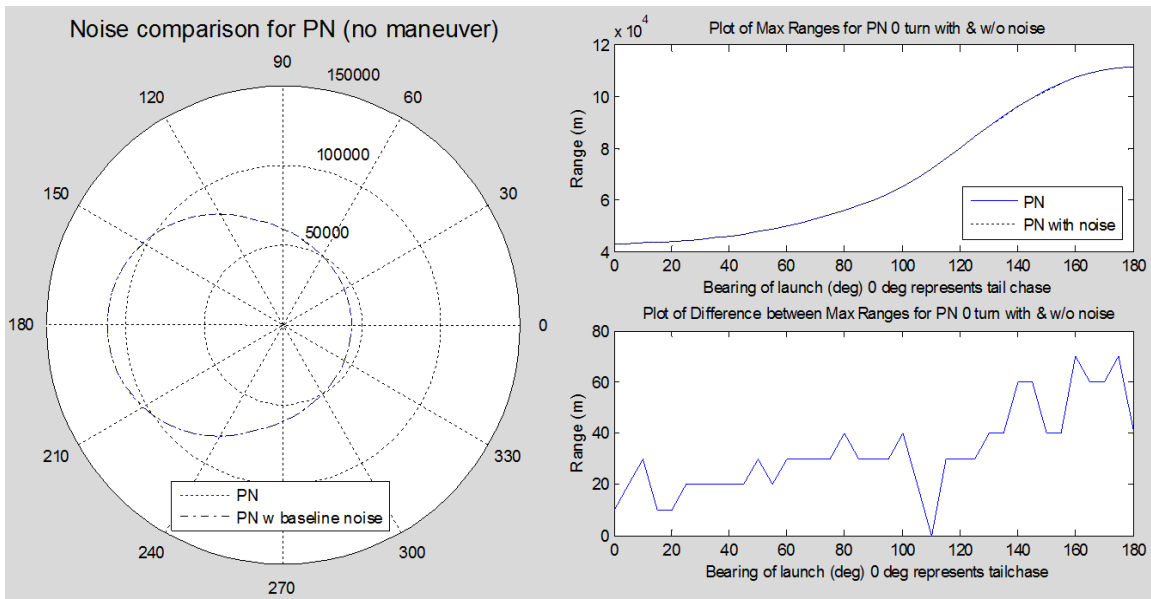 Noise comparison for PN (no maneuver)
90
150000
120
60
100000
150
30
50000
180
0
210
330
PN
PN w baseline noise
240
300
270
Plot of Max Ranges for PN 0 turn with & w/o noise
x 10^4
12
10
8
6
4
Range (m)
PN
PN with noise
0 20 40 60 80 100 120 140 160 180
Bearing of launch (deg) 0 deg represents tail chase
Plot of Difference between Max Ranges for PN 0 turn with & w/o noise
80
60
40
20
0
Range (m)
0 20 40 60 80 100 120 140 160 180
Bearing of launch (deg) 0 deg represents tailchase